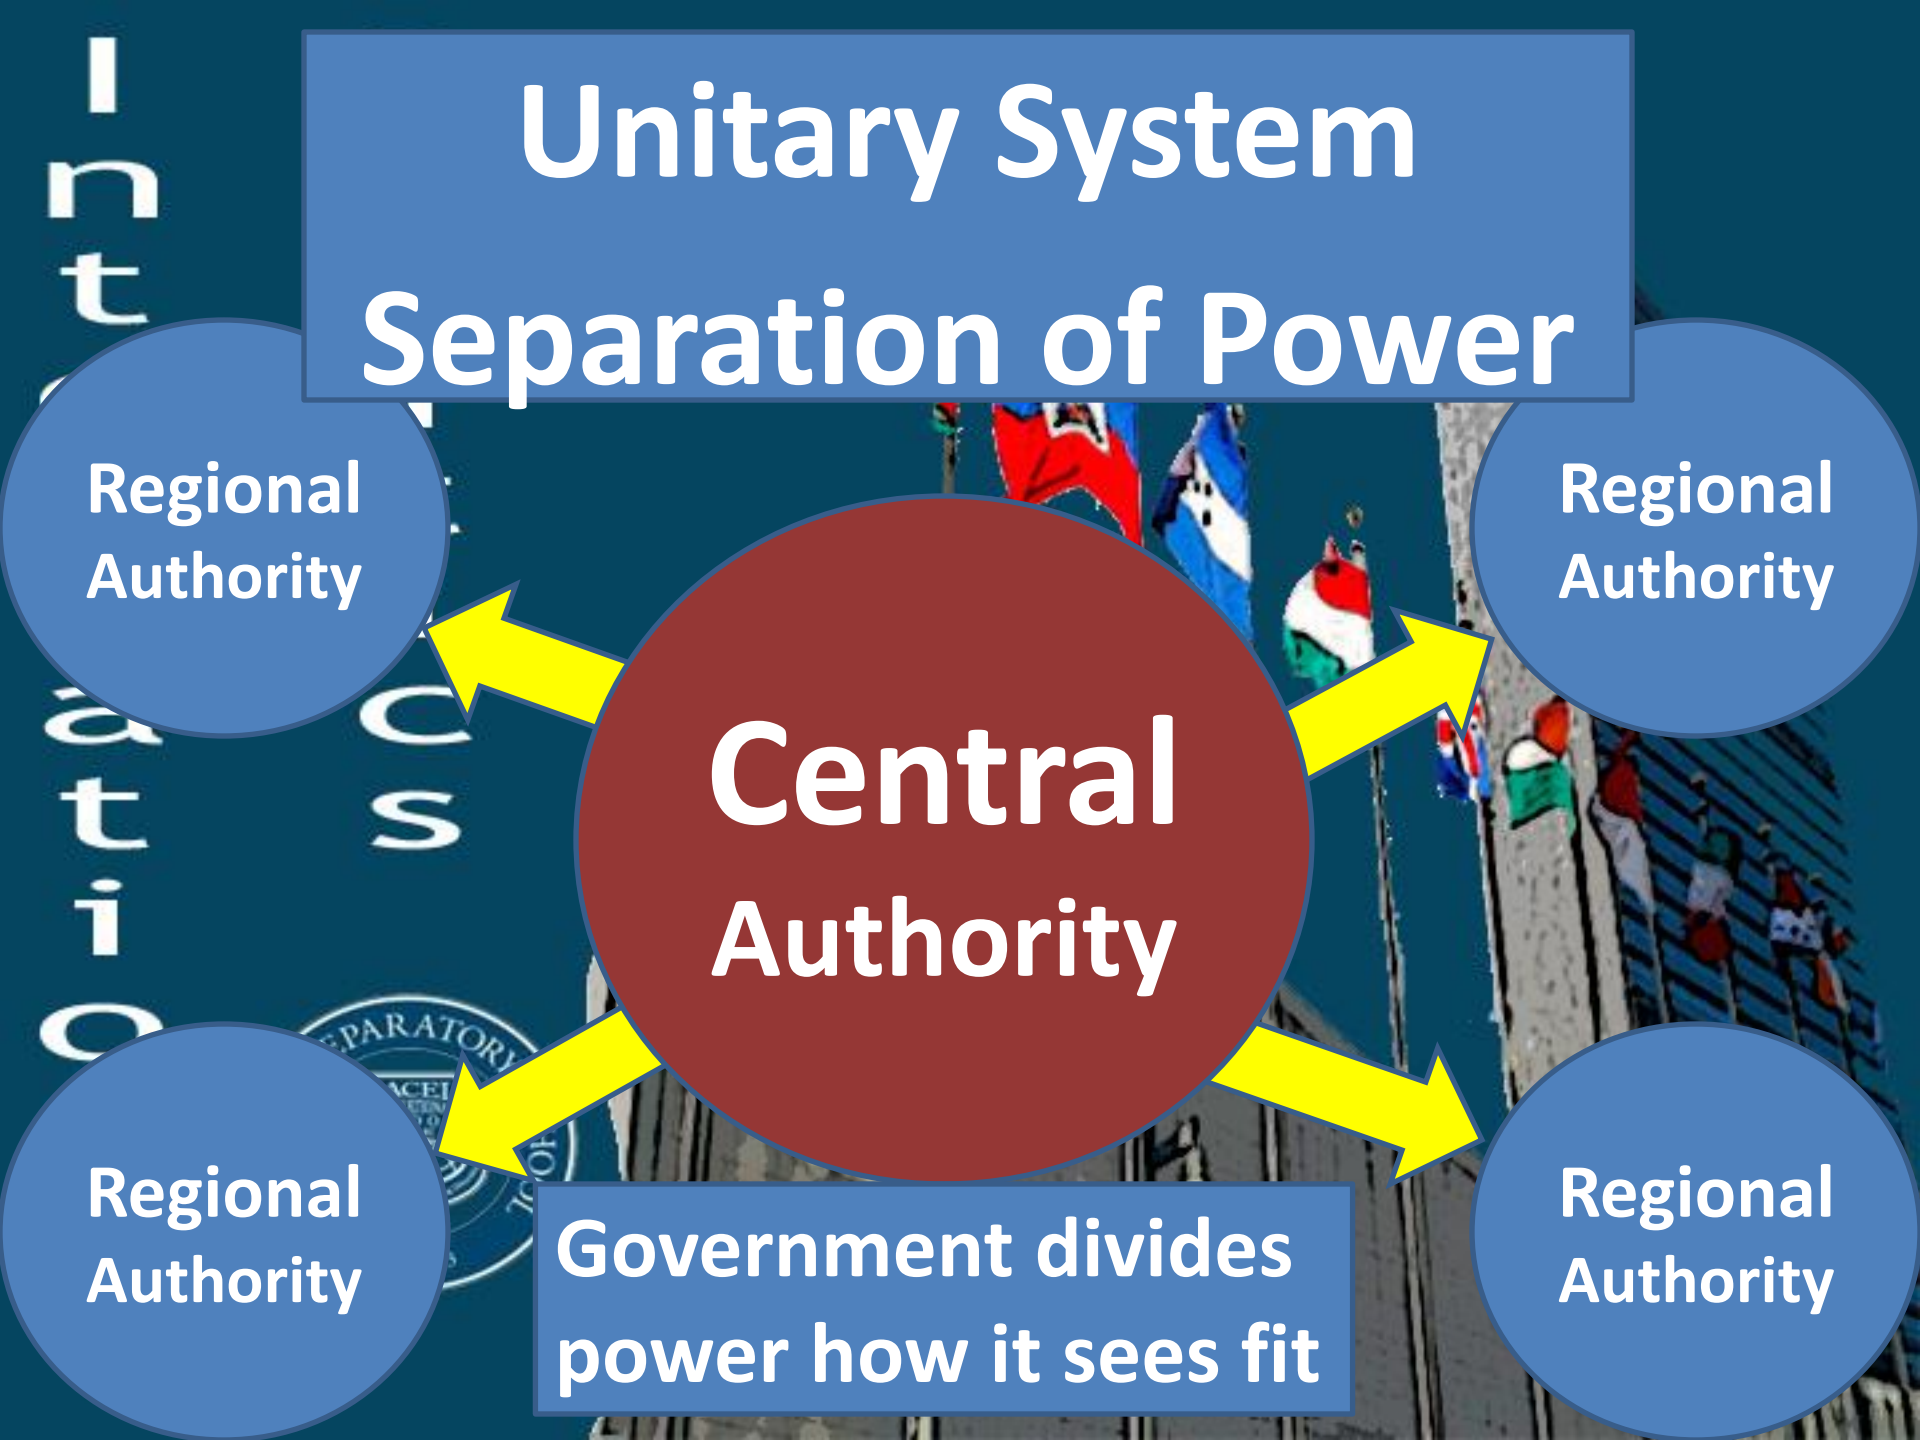 Unitary System
Separation of Power
Regional
Authority
Regional
Authority
Central
Authority
Regional
Authority
Regional
Authority
Government divides
power how it sees fit
I
n
t
a
t
i
o
c
s
PARATORY